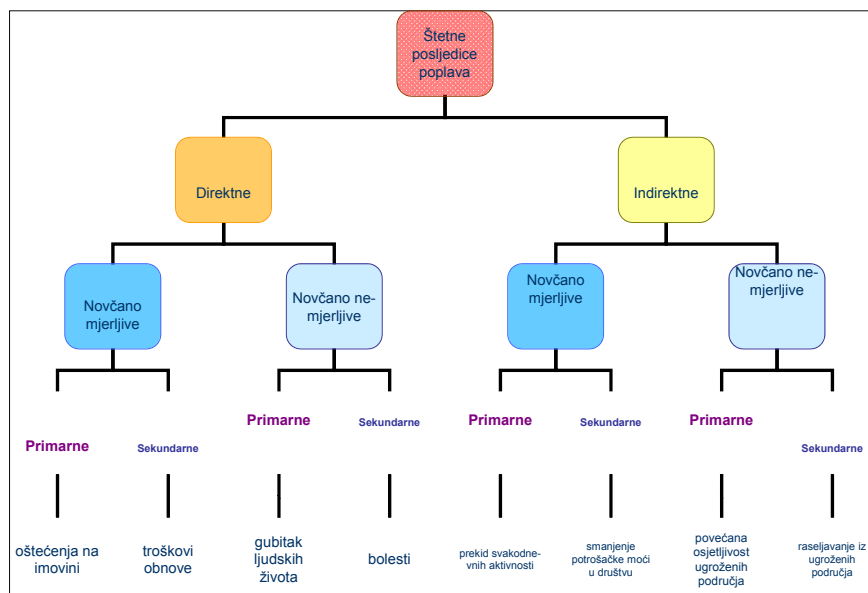 Štetne
posljedice
poplava
Direktne
Indirektne
Novčano
mjerljive
Novčano ne-
mjerljive
Novčano
mjerljive
Novčano ne-
mjerljive
Primarne
Sekundarne
Primarne
Sekundarne
Primarne
Sekundarne
Primarne
Sekundarne
oštećenja na
imovini
troškovi
obnove
gubitak
ljudskih
života
bolesti
prekid svakodne-
vnih aktivnosti
smanjenje
potrošačke moći
u društvu
povećana
osjetljivost
ugroženih
područja
raseljavanje iz
ugroženih
područja